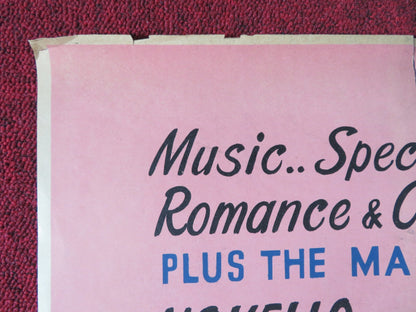 Music.. Spec
Romance &
PLUS THE MA